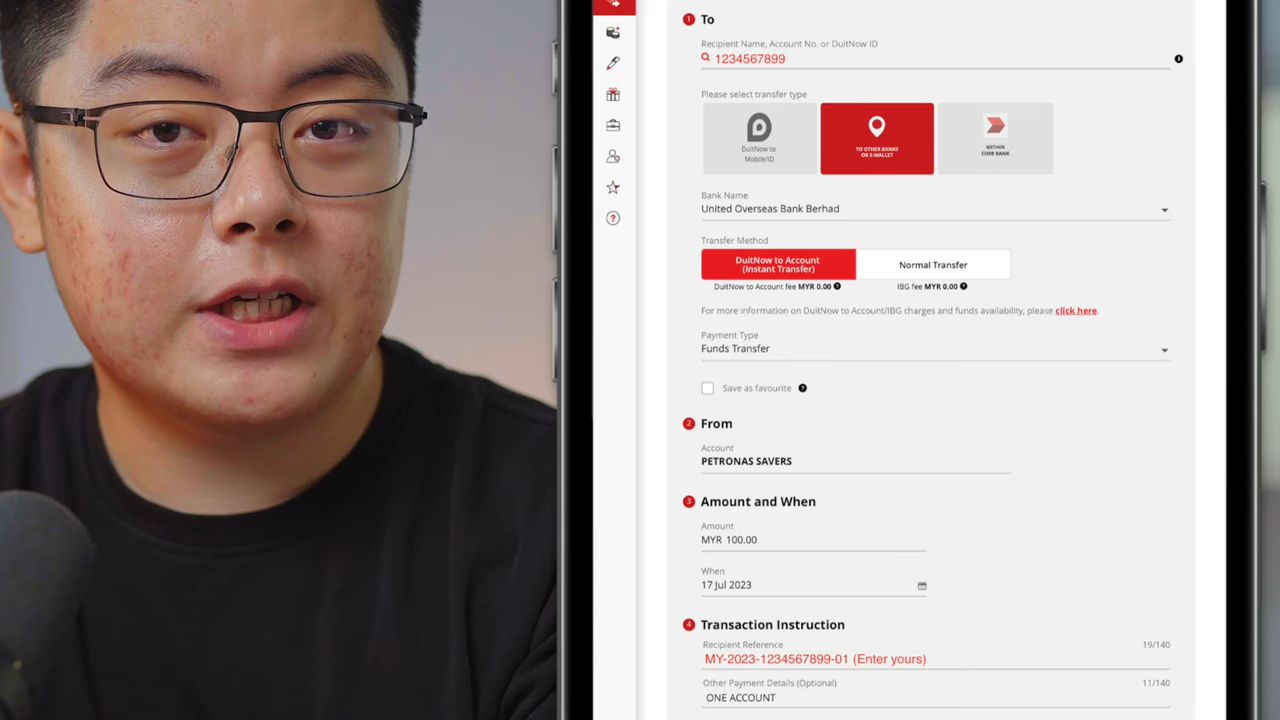 1 To
Recipient Name, Account No. or DuitNow ID
1234567899
Please select transfer type
DuitNow to
Mobile/ID
TO OTHER BANKS
OR E-WALLET
WITHIN
CIMB BANK
Bank Name
United Overseas Bank Berhad
Transfer Method
DuitNow to Account
(Instant Transfer)
Normal Transfer
DuitNow to Account fee MYR 0.00 ?
IBG fee MYR 0.00 ?
For more information on DuitNow to Account/IBG charges and funds availability, please click here.
Payment Type
Funds Transfer
Save as favourite ?
2 From
Account
PETRONAS SAVERS
3 Amount and When
Amount
MYR 100.00
When
17 Jul 2023
4 Transaction Instruction
Recipient Reference 19/140
MY-2023-1234567899-01 (Enter yours)
Other Payment Details (Optional) 11/140
ONE ACCOUNT